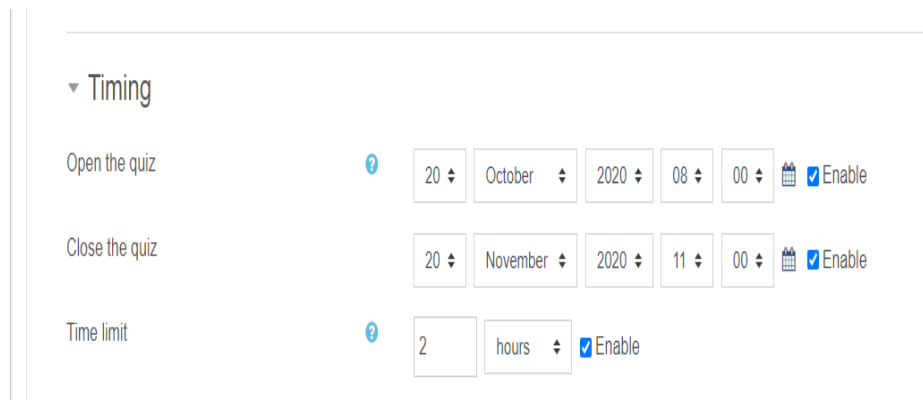 Timing
Open the quiz ? 20 October 2020 08 00 Enable
Close the quiz 20 November 2020 11 00 Enable
Time limit ? 2 hours Enable